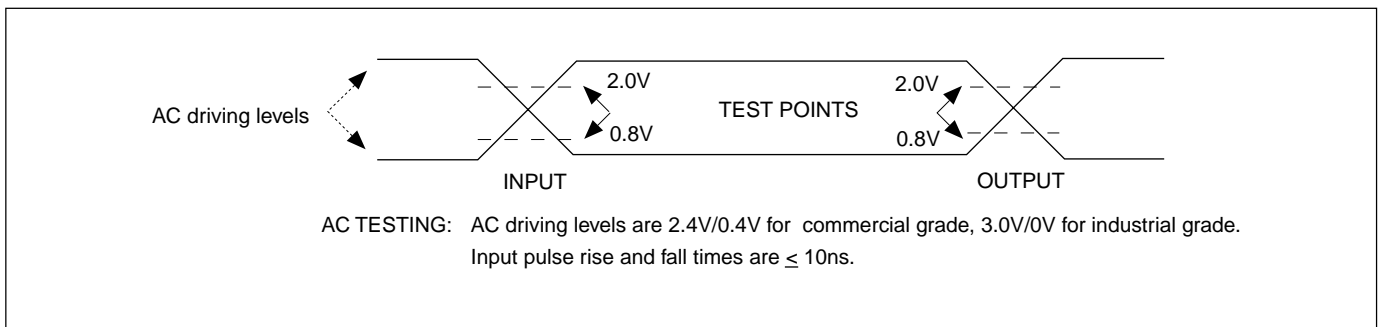 2.0V
2.0V
AC driving levels
TEST POINTS
0.8V
0.8V
INPUT
OUTPUT
AC TESTING: AC driving levels are 2.4V/0.4V for commercial grade, 3.0V/0V for industrial grade.
Input pulse rise and fall times are ≤ 10ns.